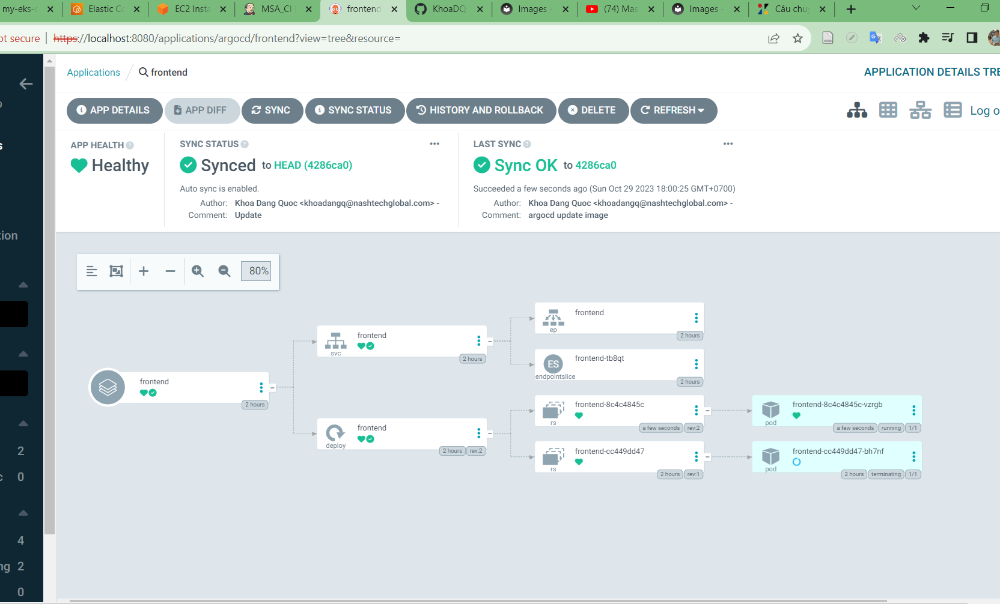 my-eks-c
Elastic Co
EC2 Insta
MSA_CI
frontend
KhoaDQ
Images -
(74) Mas
Images -
Câu chuy
ot secure | https://localhost:8080/applications/argocd/frontend?view=tree&resource=
Applications / frontend
APPLICATION DETAILS TRE
APP DETAILS
APP DIFF
SYNC
SYNC STATUS
HISTORY AND ROLLBACK
DELETE
REFRESH
Log o
APP HEALTH
Healthy
SYNC STATUS
Synced to HEAD (4286ca0)
Auto sync is enabled.
Author: Khoa Dang Quoc <khoadangq@nashtechglobal.com> -
Comment: Update
LAST SYNC
Sync OK to 4286ca0
Succeeded a few seconds ago (Sun Oct 29 2023 18:00:25 GMT+0700)
Author: Khoa Dang Quoc <khoadangq@nashtechglobal.com> -
Comment: argocd update image
9
s
tion
2
c 0
4
ng 2
0
80%
frontend
2 hours
frontend
svc
2 hours
frontend
deploy
2 hours
rev:2
frontend
ep
2 hours
ES
frontend-tb8qt
endpointslice
2 hours
frontend-8c4c4845c
rs
a few seconds
rev:2
frontend-cc449dd47
rs
2 hours
rev:1
frontend-8c4c4845c-vzrgb
pod
a few seconds
running
1/1
frontend-cc449dd47-bh7nf
pod
2 hours
terminating
1/1